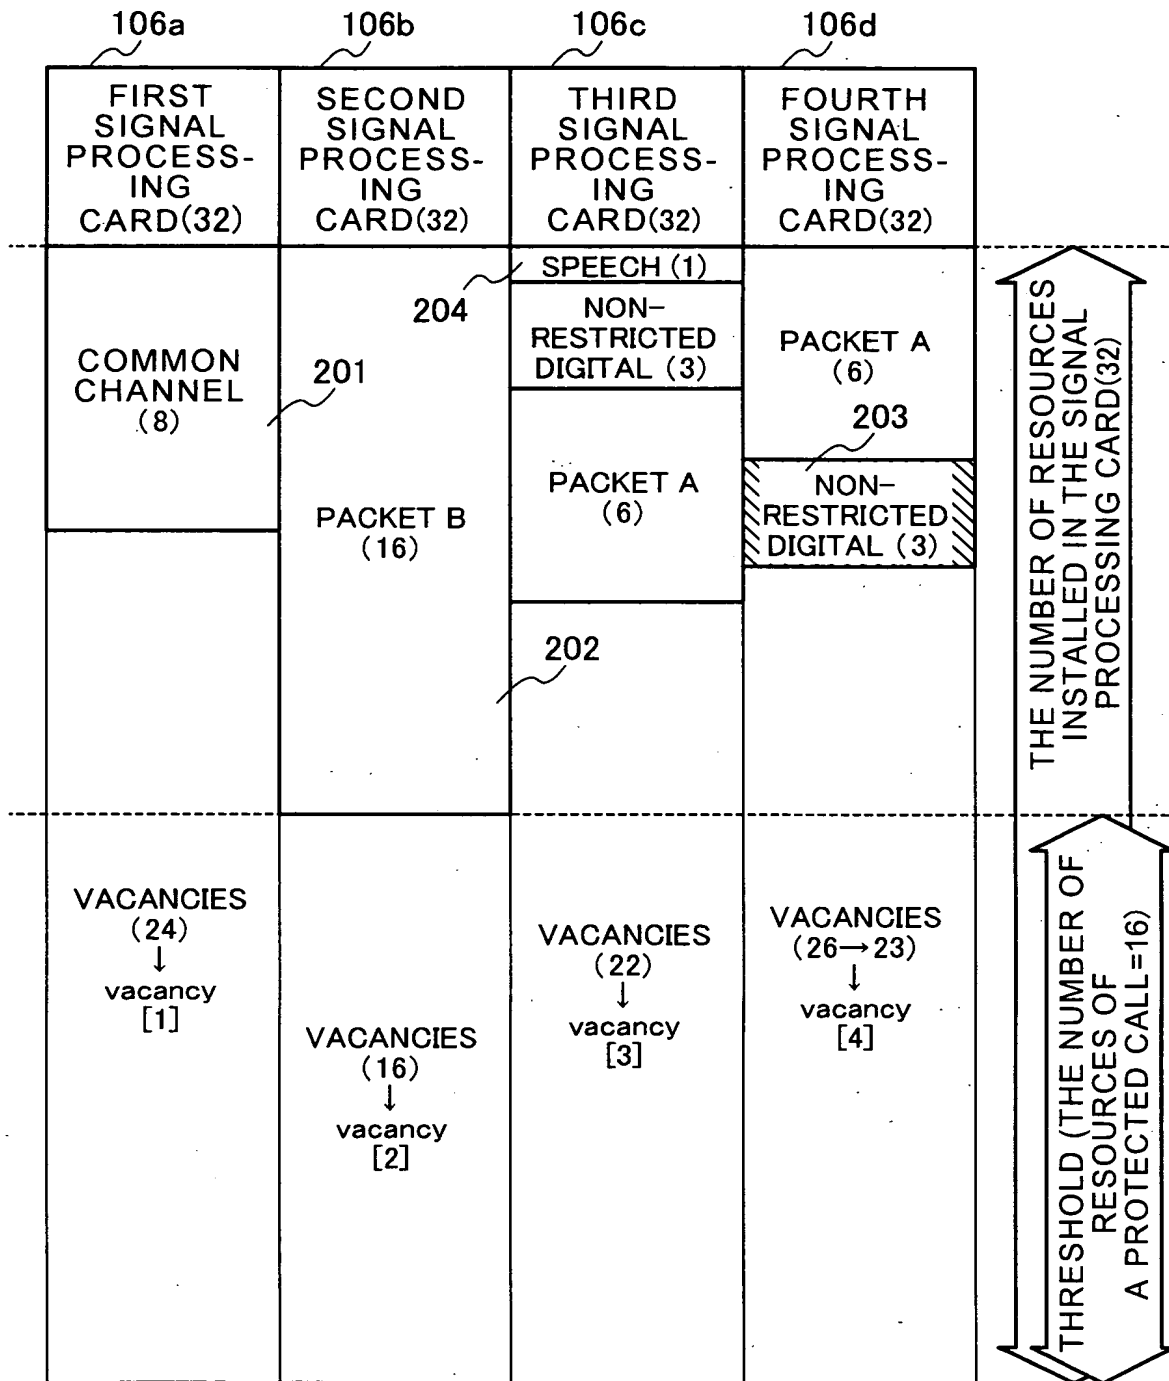 106a
106b
106c
106d
FIRST
SIGNAL
PROCESS-
ING
CARD(32)
SECOND
SIGNAL
PROCESS-
ING
CARD(32)
THIRD
SIGNAL
PROCESS-
ING
CARD(32)
FOURTH
SIGNAL
PROCESS-
ING
CARD(32)
COMMON
CHANNEL
(8)
201
VACANCIES
(24)
↓
vacancy
[1]
PACKET B
(16)
202
VACANCIES
(16)
↓
vacancy
[2]
204
SPEECH (1)
NON-
RESTRICTED
DIGITAL (3)
PACKET A
(6)
VACANCIES
(22)
↓
vacancy
[3]
PACKET A
(6)
203
NON-
RESTRICTED
DIGITAL (3)
VACANCIES
(26→23)
↓
vacancy
[4]
THE NUMBER OF RESOURCES
INSTALLED IN THE SIGNAL
PROCESSING CARD(32)
THRESHOLD (THE NUMBER OF
RESOURCES OF
A PROTECTED CALL=16)